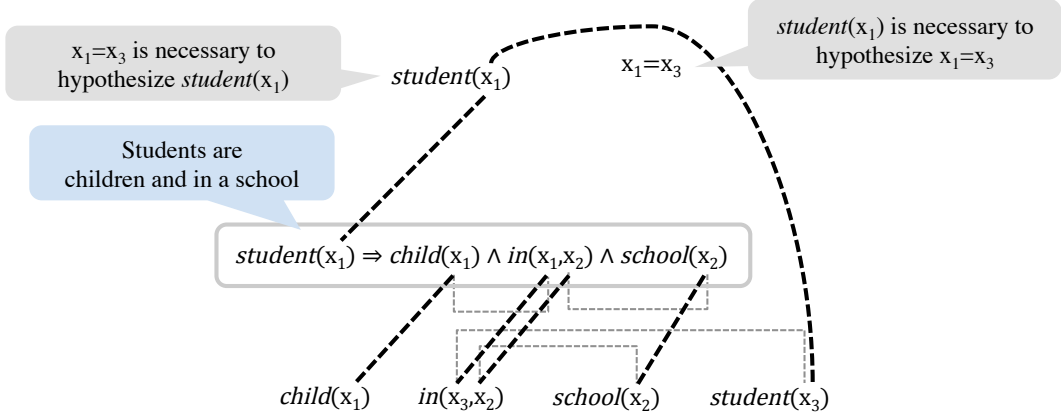 x₁=x₃ is necessary to
hypothesize student(x₁)
student(x₁)
x₁=x₃
student(x₁) is necessary to
hypothesize x₁=x₃
Students are
children and in a school
student(x₁) ⇒ child(x₁) ∧ in(x₁,x₂) ∧ school(x₂)
child(x₁) in(x₃,x₂) school(x₂) student(x₃)